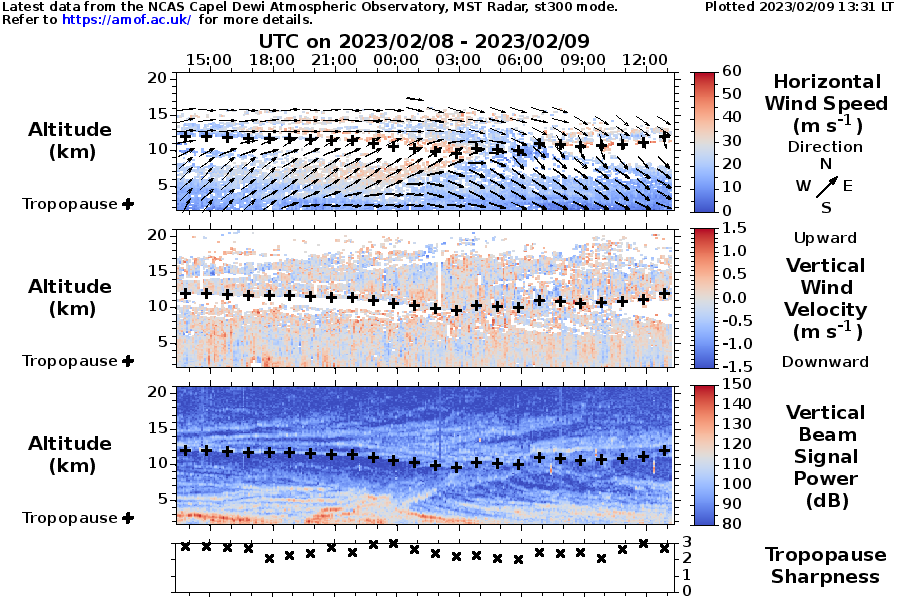 Latest data from the NCAS Capel Dewi Atmospheric Observatory, MST Radar, st300 mode.
Plotted 2023/02/09 13:31 LT
Refer to https://amof.ac.uk/ for more details.
UTC on 2023/02/08 - 2023/02/09
15:00 18:00 21:00 00:00 03:00 06:00 09:00 12:00
20
15
10
5
Altitude
(km)
Tropopause
60
50
40
30
20
10
0
Horizontal
Wind Speed
(m s-1)
Direction
N
W E
S
20
15
10
5
Altitude
(km)
Tropopause
1.5
1.0
0.5
0.0
-0.5
-1.0
-1.5
Upward
Vertical
Wind
Velocity
(m s-1)
Downward
20
15
10
5
Altitude
(km)
Tropopause
150
140
130
120
110
100
90
80
Vertical
Beam
Signal
Power
(dB)
3
2
1
0
Tropopause
Sharpness